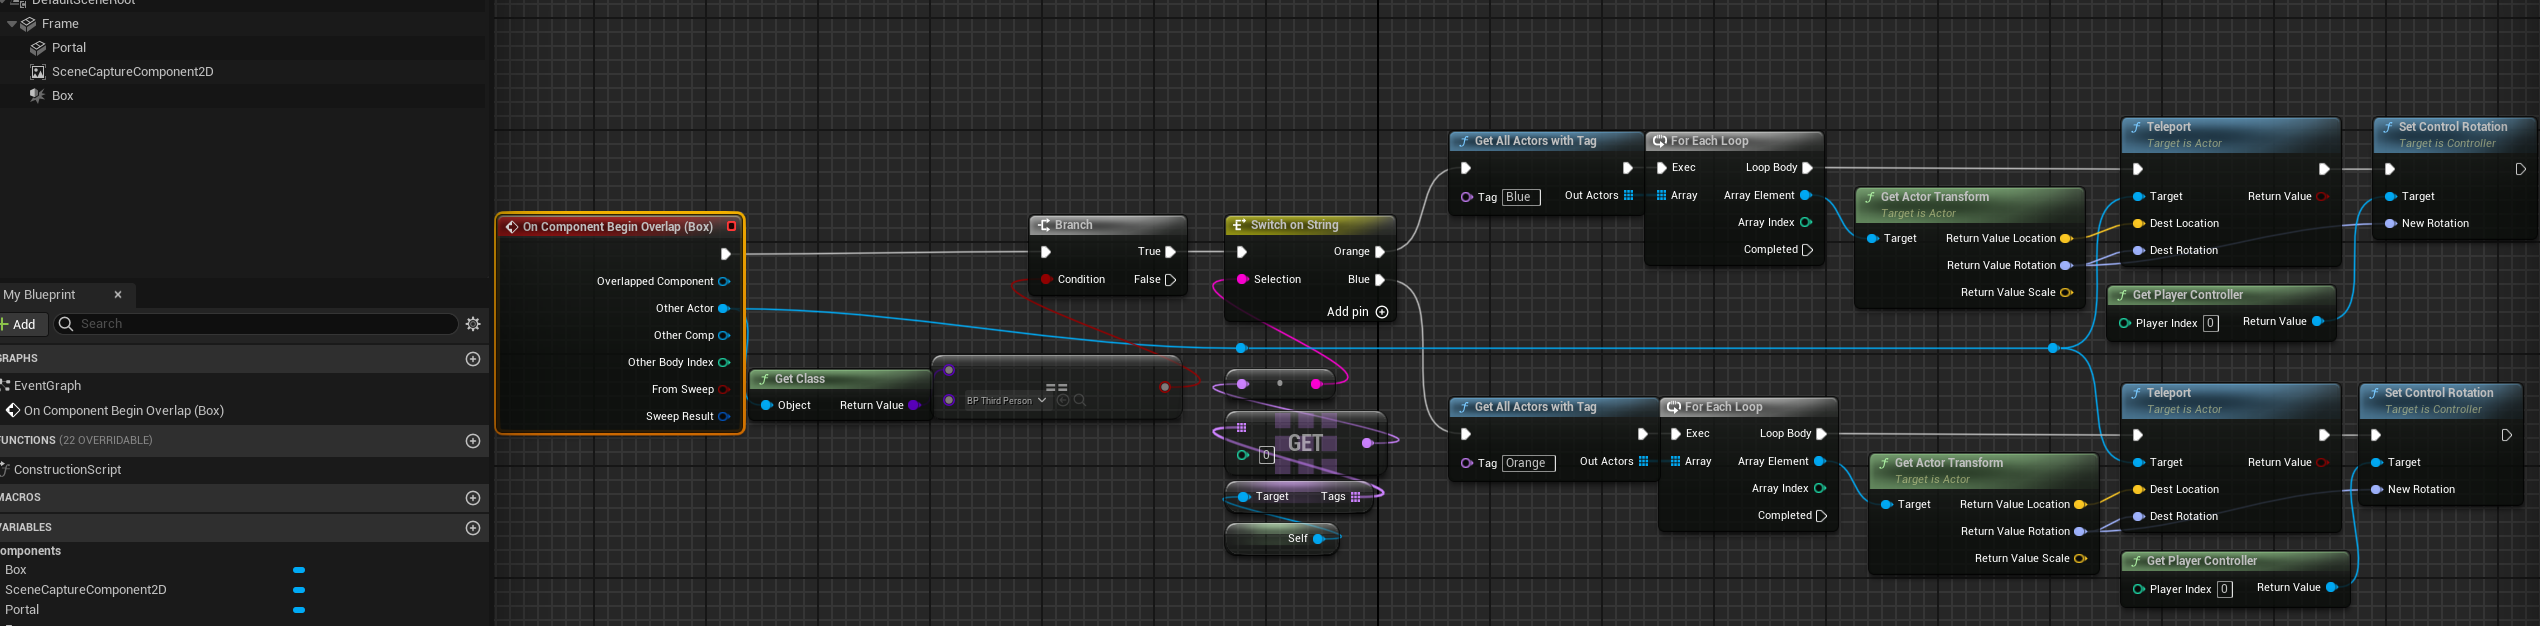 DefaultSceneRoot
Frame
Portal
SceneCaptureComponent2D
Box
My Blueprint
Add
Search
GRAPHS
EventGraph
On Component Begin Overlap (Box)
FUNCTIONS (22 OVERRIDABLE)
ConstructionScript
MACROS
VARIABLES
omponents
Box
SceneCaptureComponent2D
Portal
On Component Begin Overlap (Box)
Overlapped Component
Other Actor
Other Comp
Other Body Index
From Sweep
Sweep Result
Get Class
Object
Return Value
==
BP Third Person
Branch
True
Condition
False
Switch on String
Orange
Selection
Blue
Add pin
GET
0
Target
Tags
Self
Get All Actors with Tag
Tag
Blue
Out Actors
For Each Loop
Exec
Loop Body
Array
Array Element
Array Index
Completed
Get Actor Transform
Target is Actor
Target
Return Value Location
Return Value Rotation
Return Value Scale
Teleport
Target is Actor
Target
Return Value
Dest Location
Dest Rotation
Set Control Rotation
Target is Controller
Target
New Rotation
Get Player Controller
Player Index
0
Return Value
Get All Actors with Tag
Tag
Orange
Out Actors
For Each Loop
Exec
Loop Body
Array
Array Element
Array Index
Completed
Get Actor Transform
Target is Actor
Target
Return Value Location
Return Value Rotation
Return Value Scale
Teleport
Target is Actor
Target
Return Value
Dest Location
Dest Rotation
Set Control Rotation
Target is Controller
Target
New Rotation
Get Player Controller
Player Index
0
Return Value